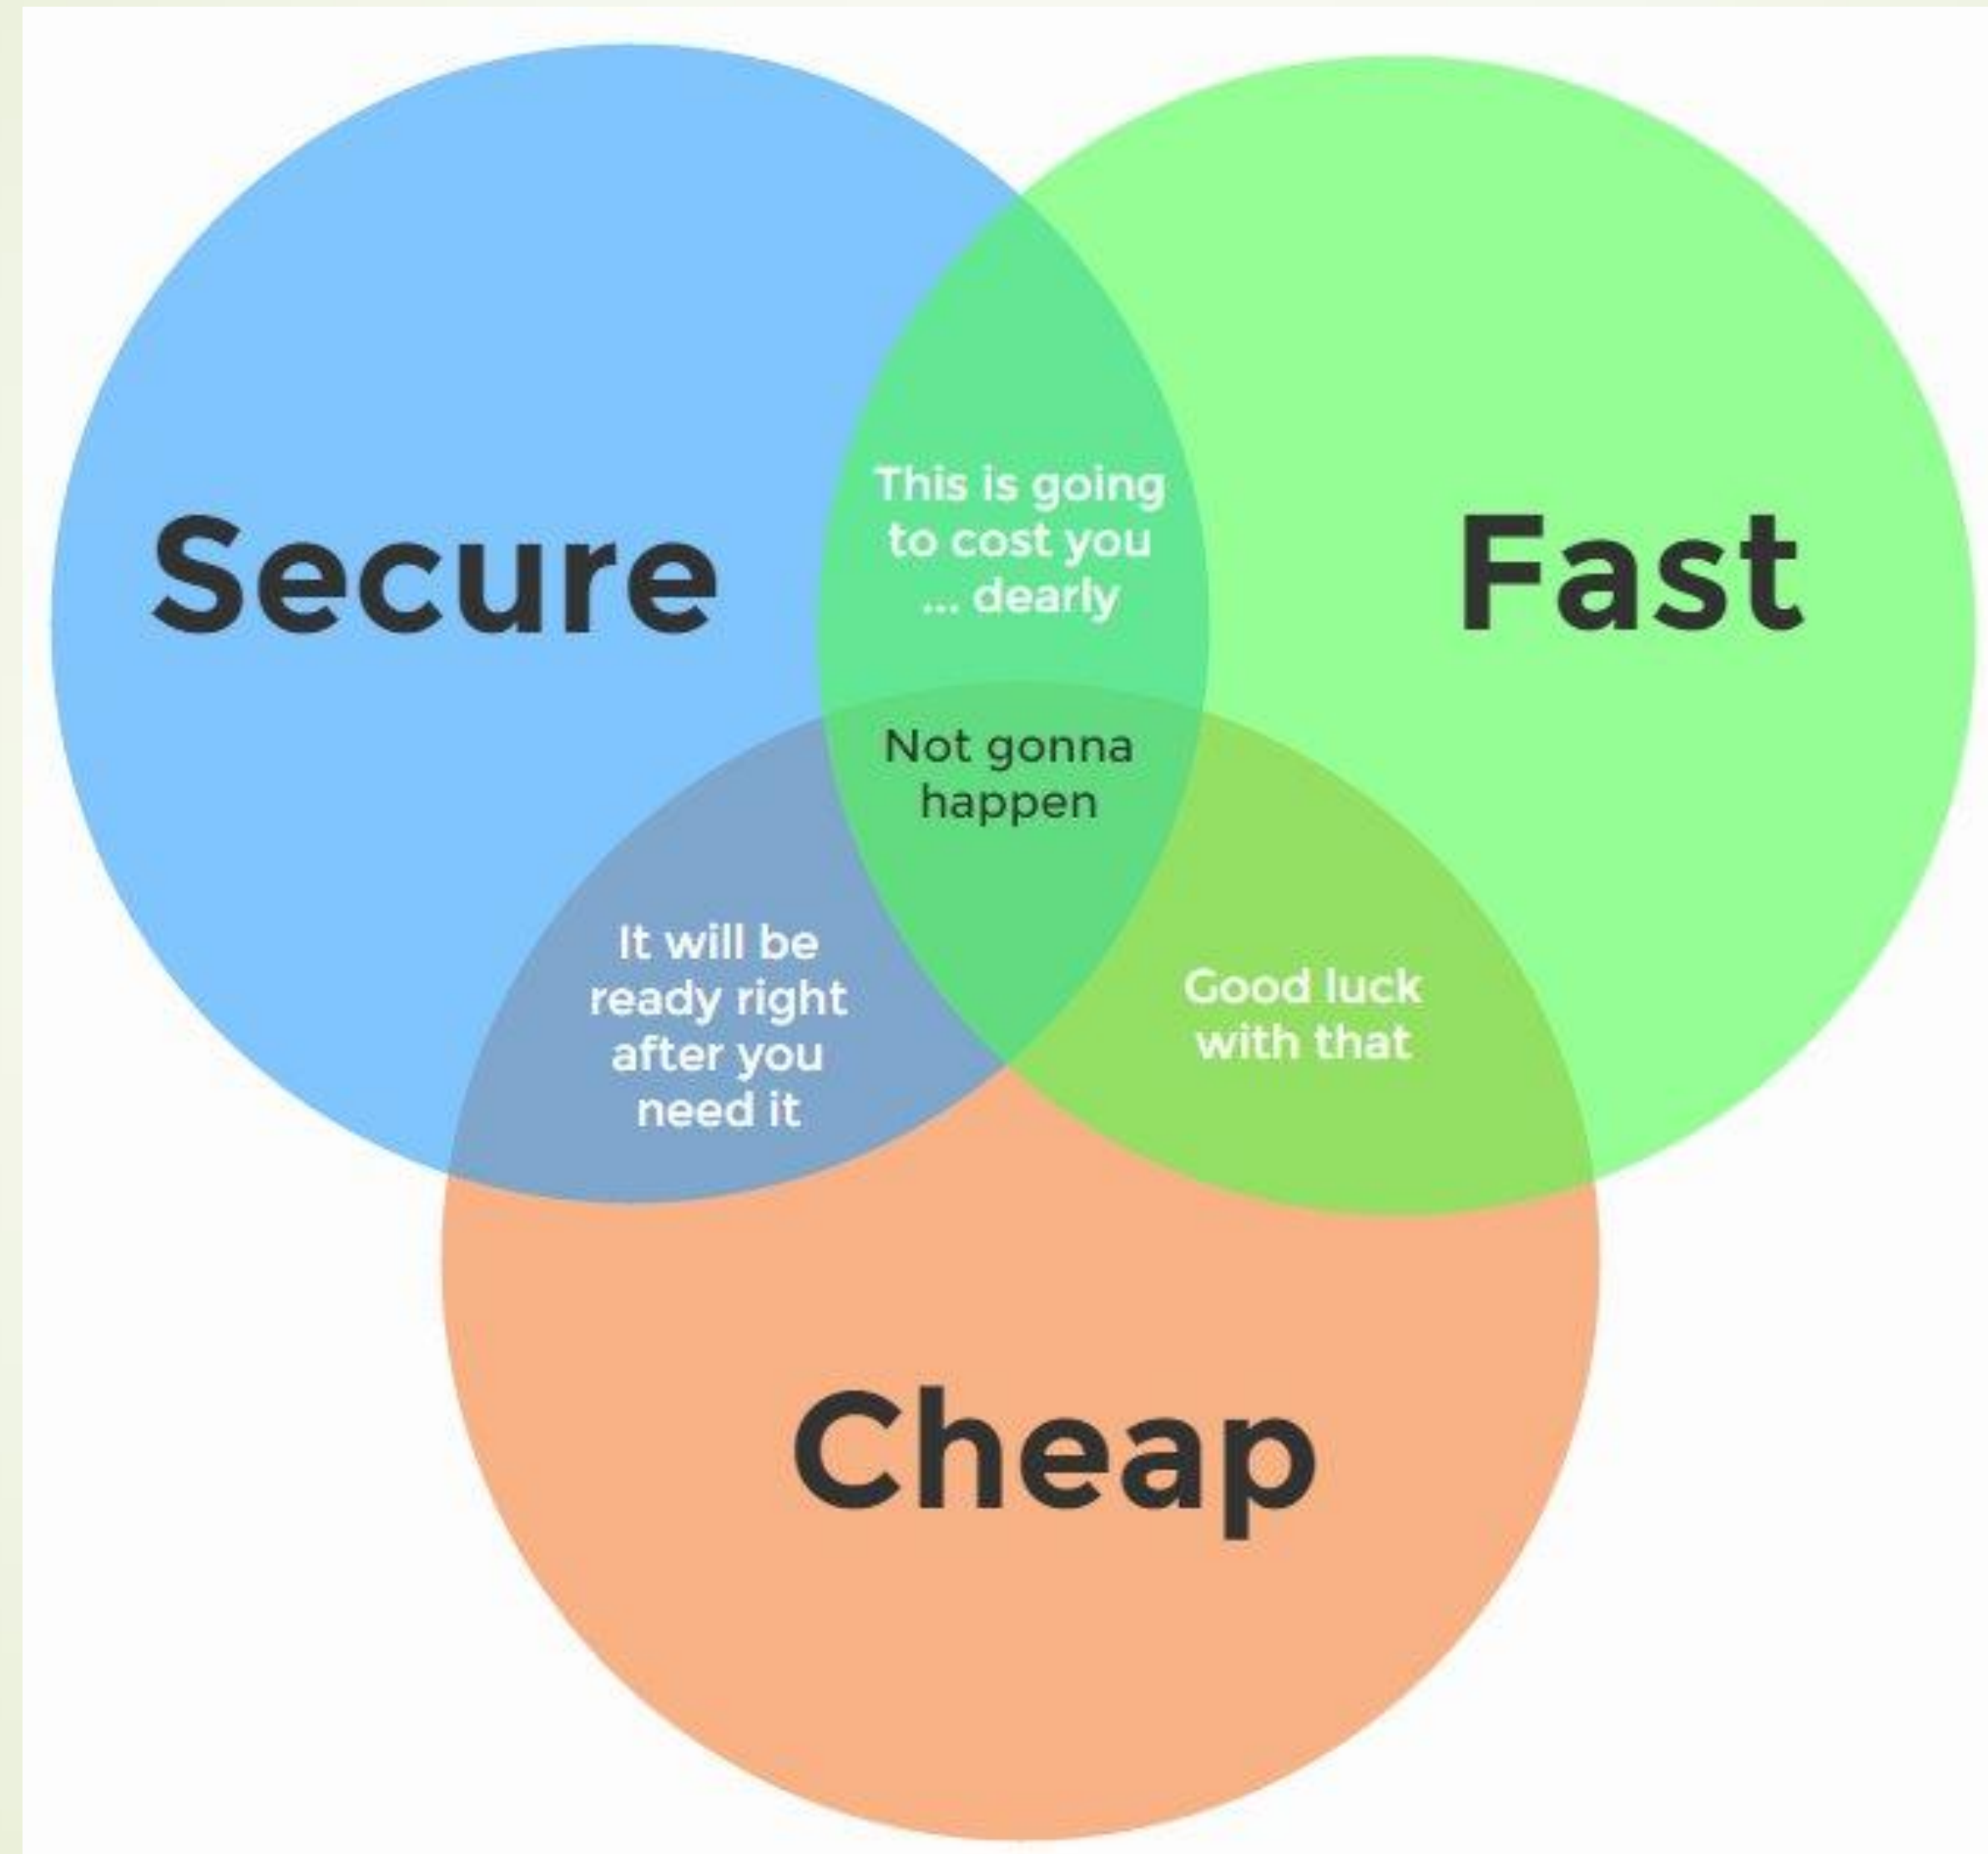 Secure
Fast
This is going
to cost you
... dearly
Not gonna
happen
It will be
ready right
after you
need it
Good luck
with that
Cheap